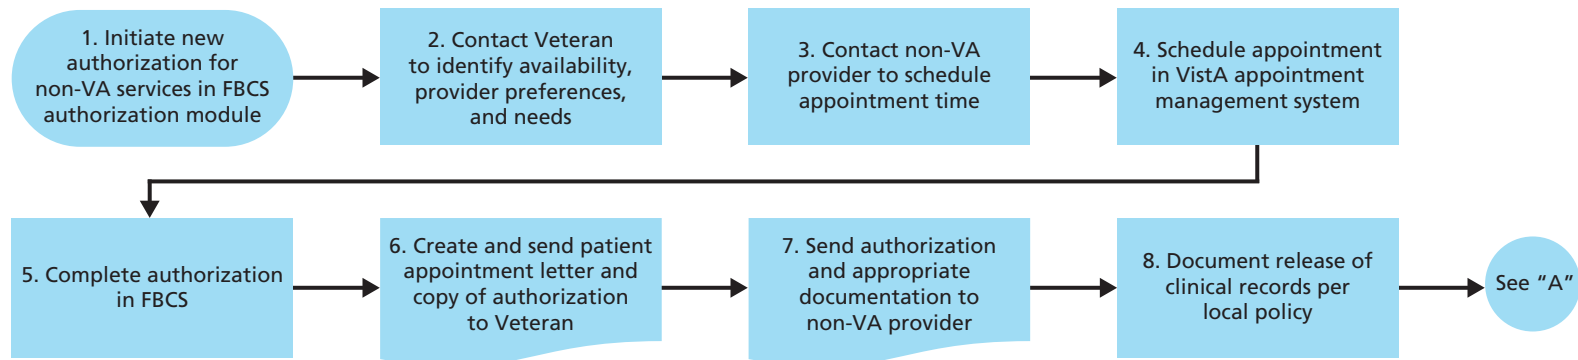 1. Initiate new
authorization for
non-VA services in FBCS
authorization module
2. Contact Veteran
to identify availability,
provider preferences,
and needs
3. Contact non-VA
provider to schedule
appointment time
4. Schedule appointment
in VistA appointment
management system
5. Complete authorization
in FBCS
6. Create and send patient
appointment letter and
copy of authorization
to Veteran
7. Send authorization
and appropriate
documentation to
non-VA provider
8. Document release of
clinical records per
local policy
See “A”